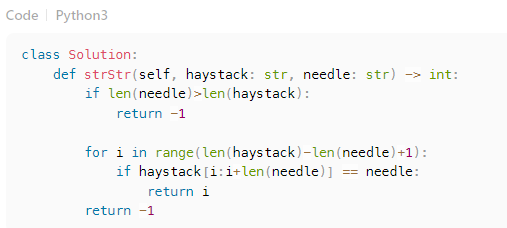 Code | Python3
class Solution:
    def strStr(self, haystack: str, needle: str) -> int:
        if len(needle)>len(haystack):
            return -1

        for i in range(len(haystack)-len(needle)+1):
            if haystack[i:i+len(needle)] == needle:
                return i
        return -1